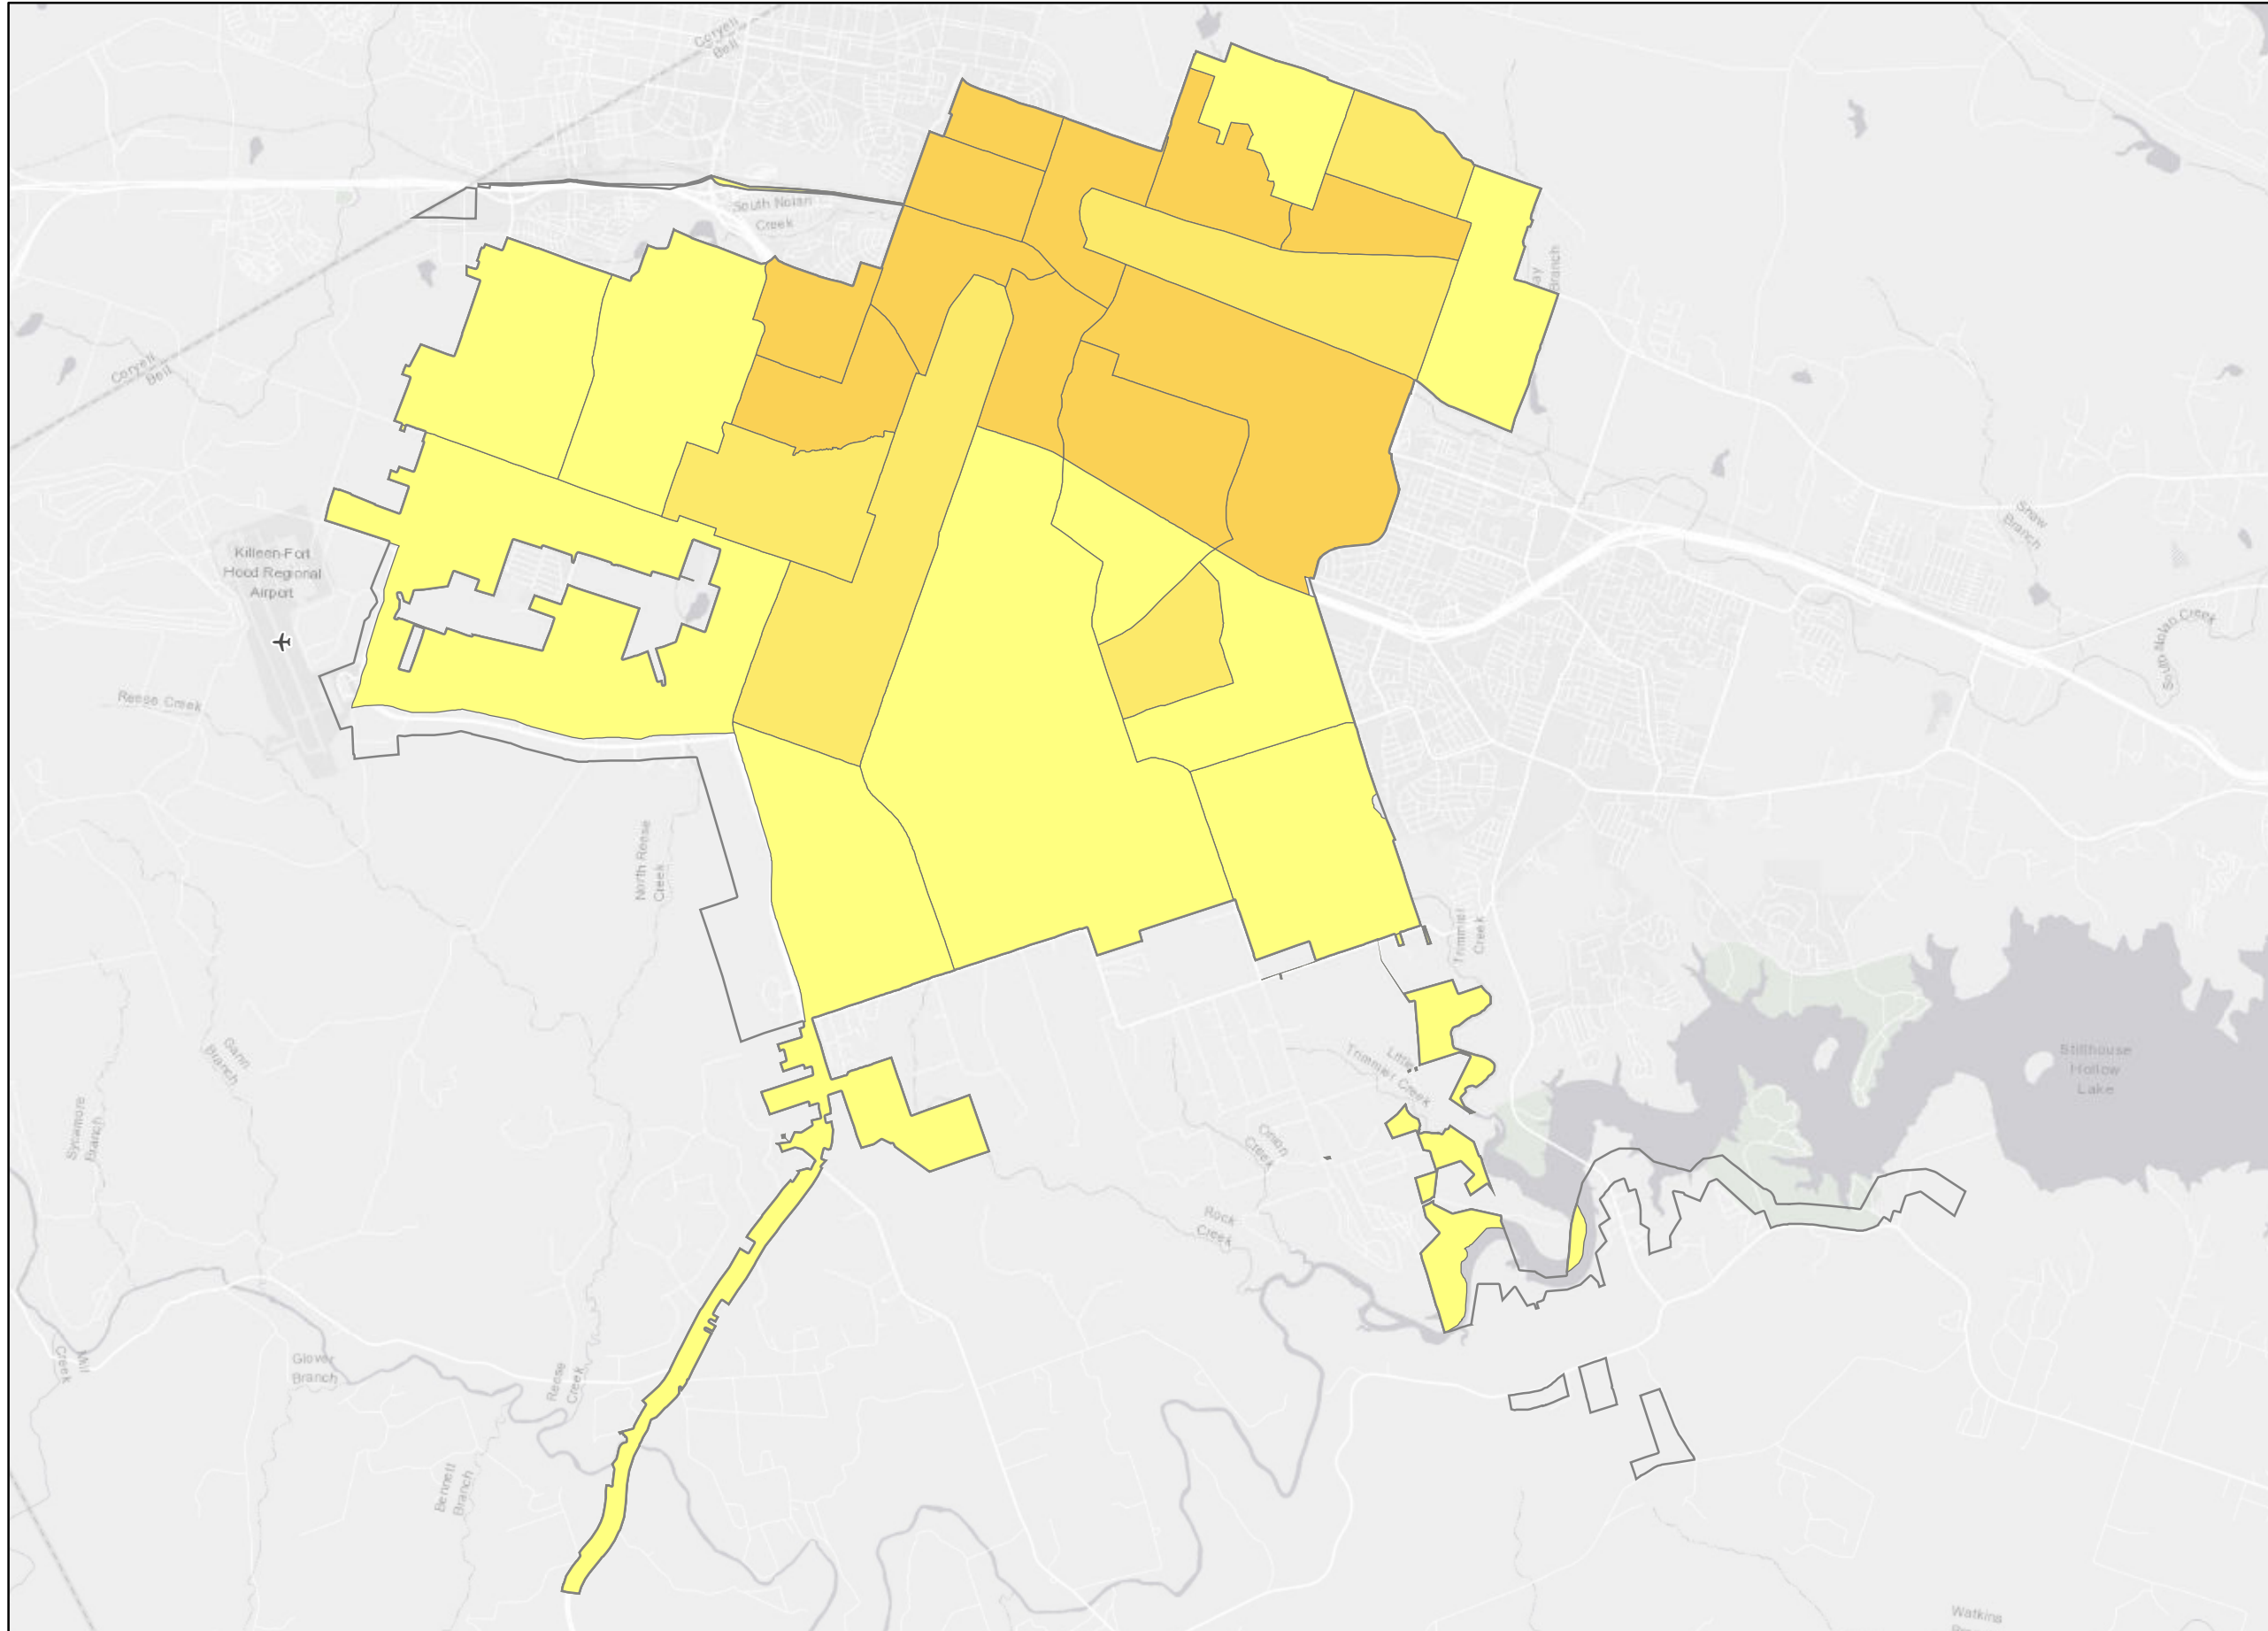 Coryell
Bell
South Nolan
Creek
Coryell
Bell
ay
Branch
Shaw
Branch
Killeen-Fort
Hood Regional
Airport
South Nolan Creek
Reese Creek
North Reese
Creek
Trimmier
Creek
Gann
Branch
Little
Trimmier Creek
Stillhouse
Hollow
Lake
Sycamore
Branch
Onion
Creek
Rock
Creek
Mill
Creek
Glover
Branch
Reese
Creek
Bennett
Branch
Watkins